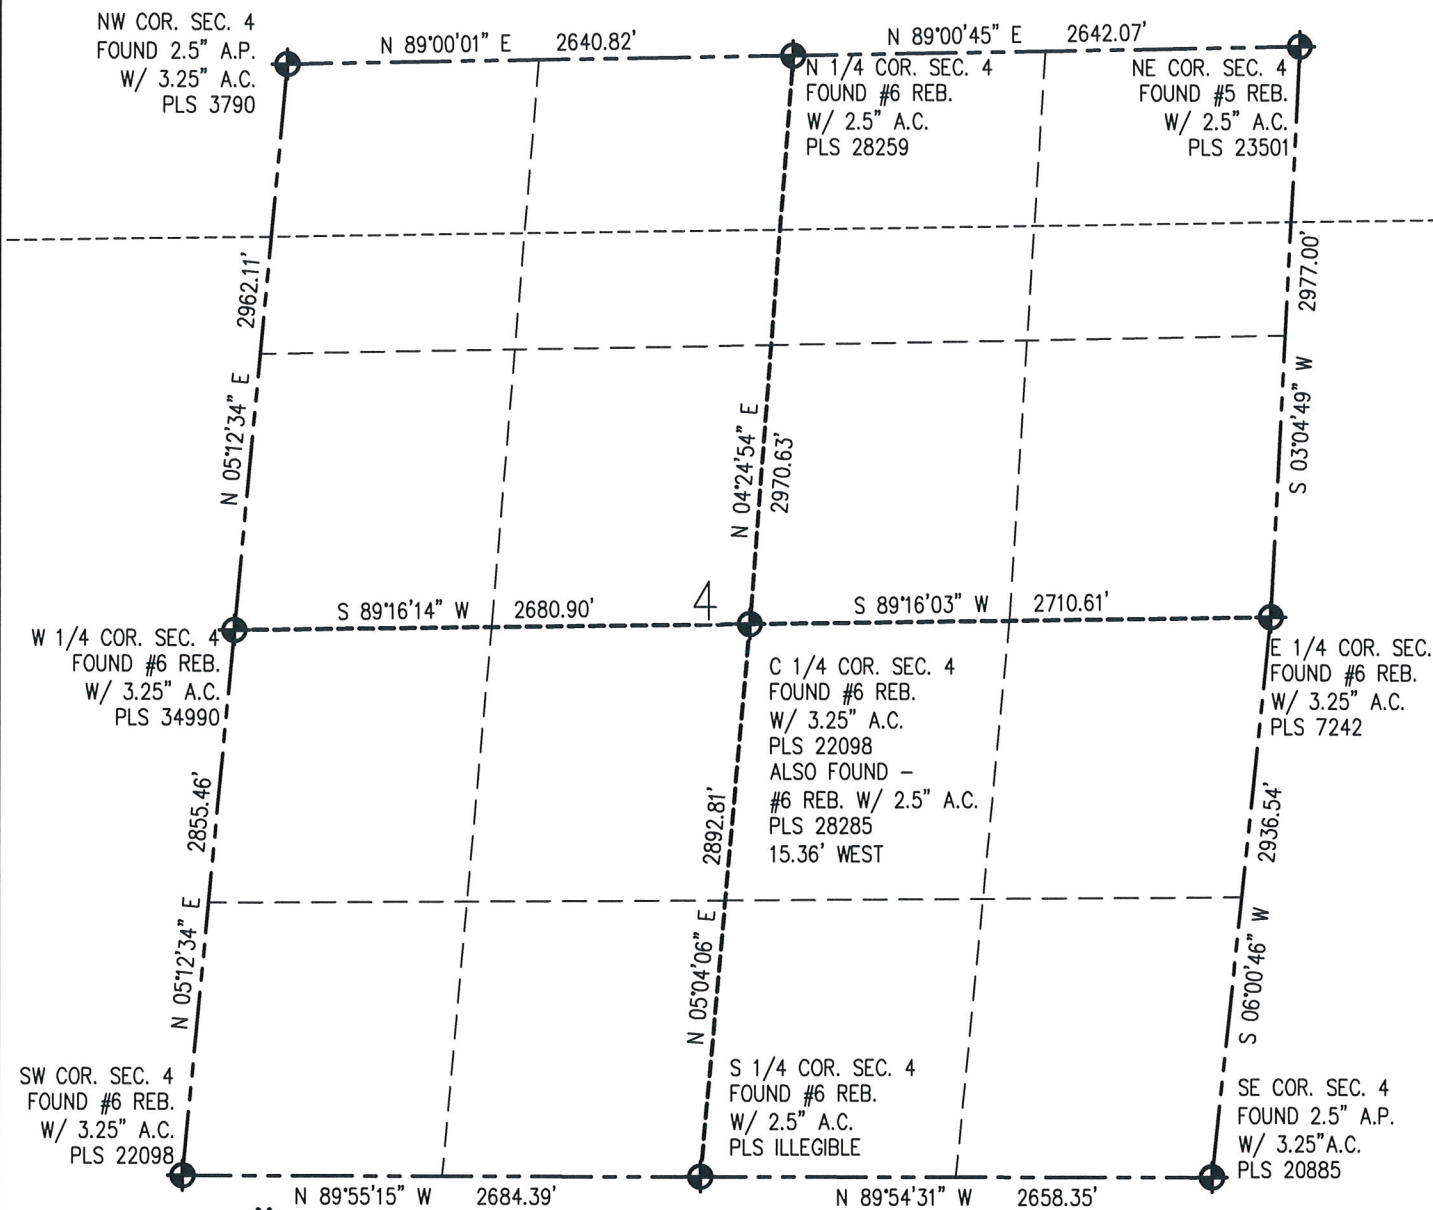 NW COR. SEC. 4
FOUND 2.5" A.P.
W/ 3.25" A.C.
PLS 3790
N 89°00'01" E 2640.82'
N 89°00'45" E 2642.07'
N 1/4 COR. SEC. 4
FOUND #6 REB.
W/ 2.5" A.C.
PLS 28259
NE COR. SEC. 4
FOUND #5 REB.
W/ 2.5" A.C.
PLS 23501
N 05°12'34" E 2962.11'
N 04°24'54" E
2970.63'
2977.00'
S 03°04'49" W
S 89°16'14" W 2680.90'
4
S 89°16'03" W 2710.61'
W 1/4 COR. SEC. 4
FOUND #6 REB.
W/ 3.25" A.C.
PLS 34990
C 1/4 COR. SEC. 4
FOUND #6 REB.
W/ 3.25" A.C.
PLS 22098
ALSO FOUND –
#6 REB. W/ 2.5" A.C.
PLS 28285
15.36' WEST
E 1/4 COR. SEC.
FOUND #6 REB.
W/ 3.25" A.C.
PLS 7242
N 05°12'34" E 2855.46'
N 05°04'06" E 2892.81'
S 06°00'46" W 2936.54'
SW COR. SEC. 4
FOUND #6 REB.
W/ 3.25" A.C.
PLS 22098
S 1/4 COR. SEC. 4
FOUND #6 REB.
W/ 2.5" A.C.
PLS ILLEGIBLE
SE COR. SEC. 4
FOUND 2.5" A.P.
W/ 3.25"A.C.
PLS 20885
N 89°55'15" W 2684.39'
N 89°54'31" W 2658.35'